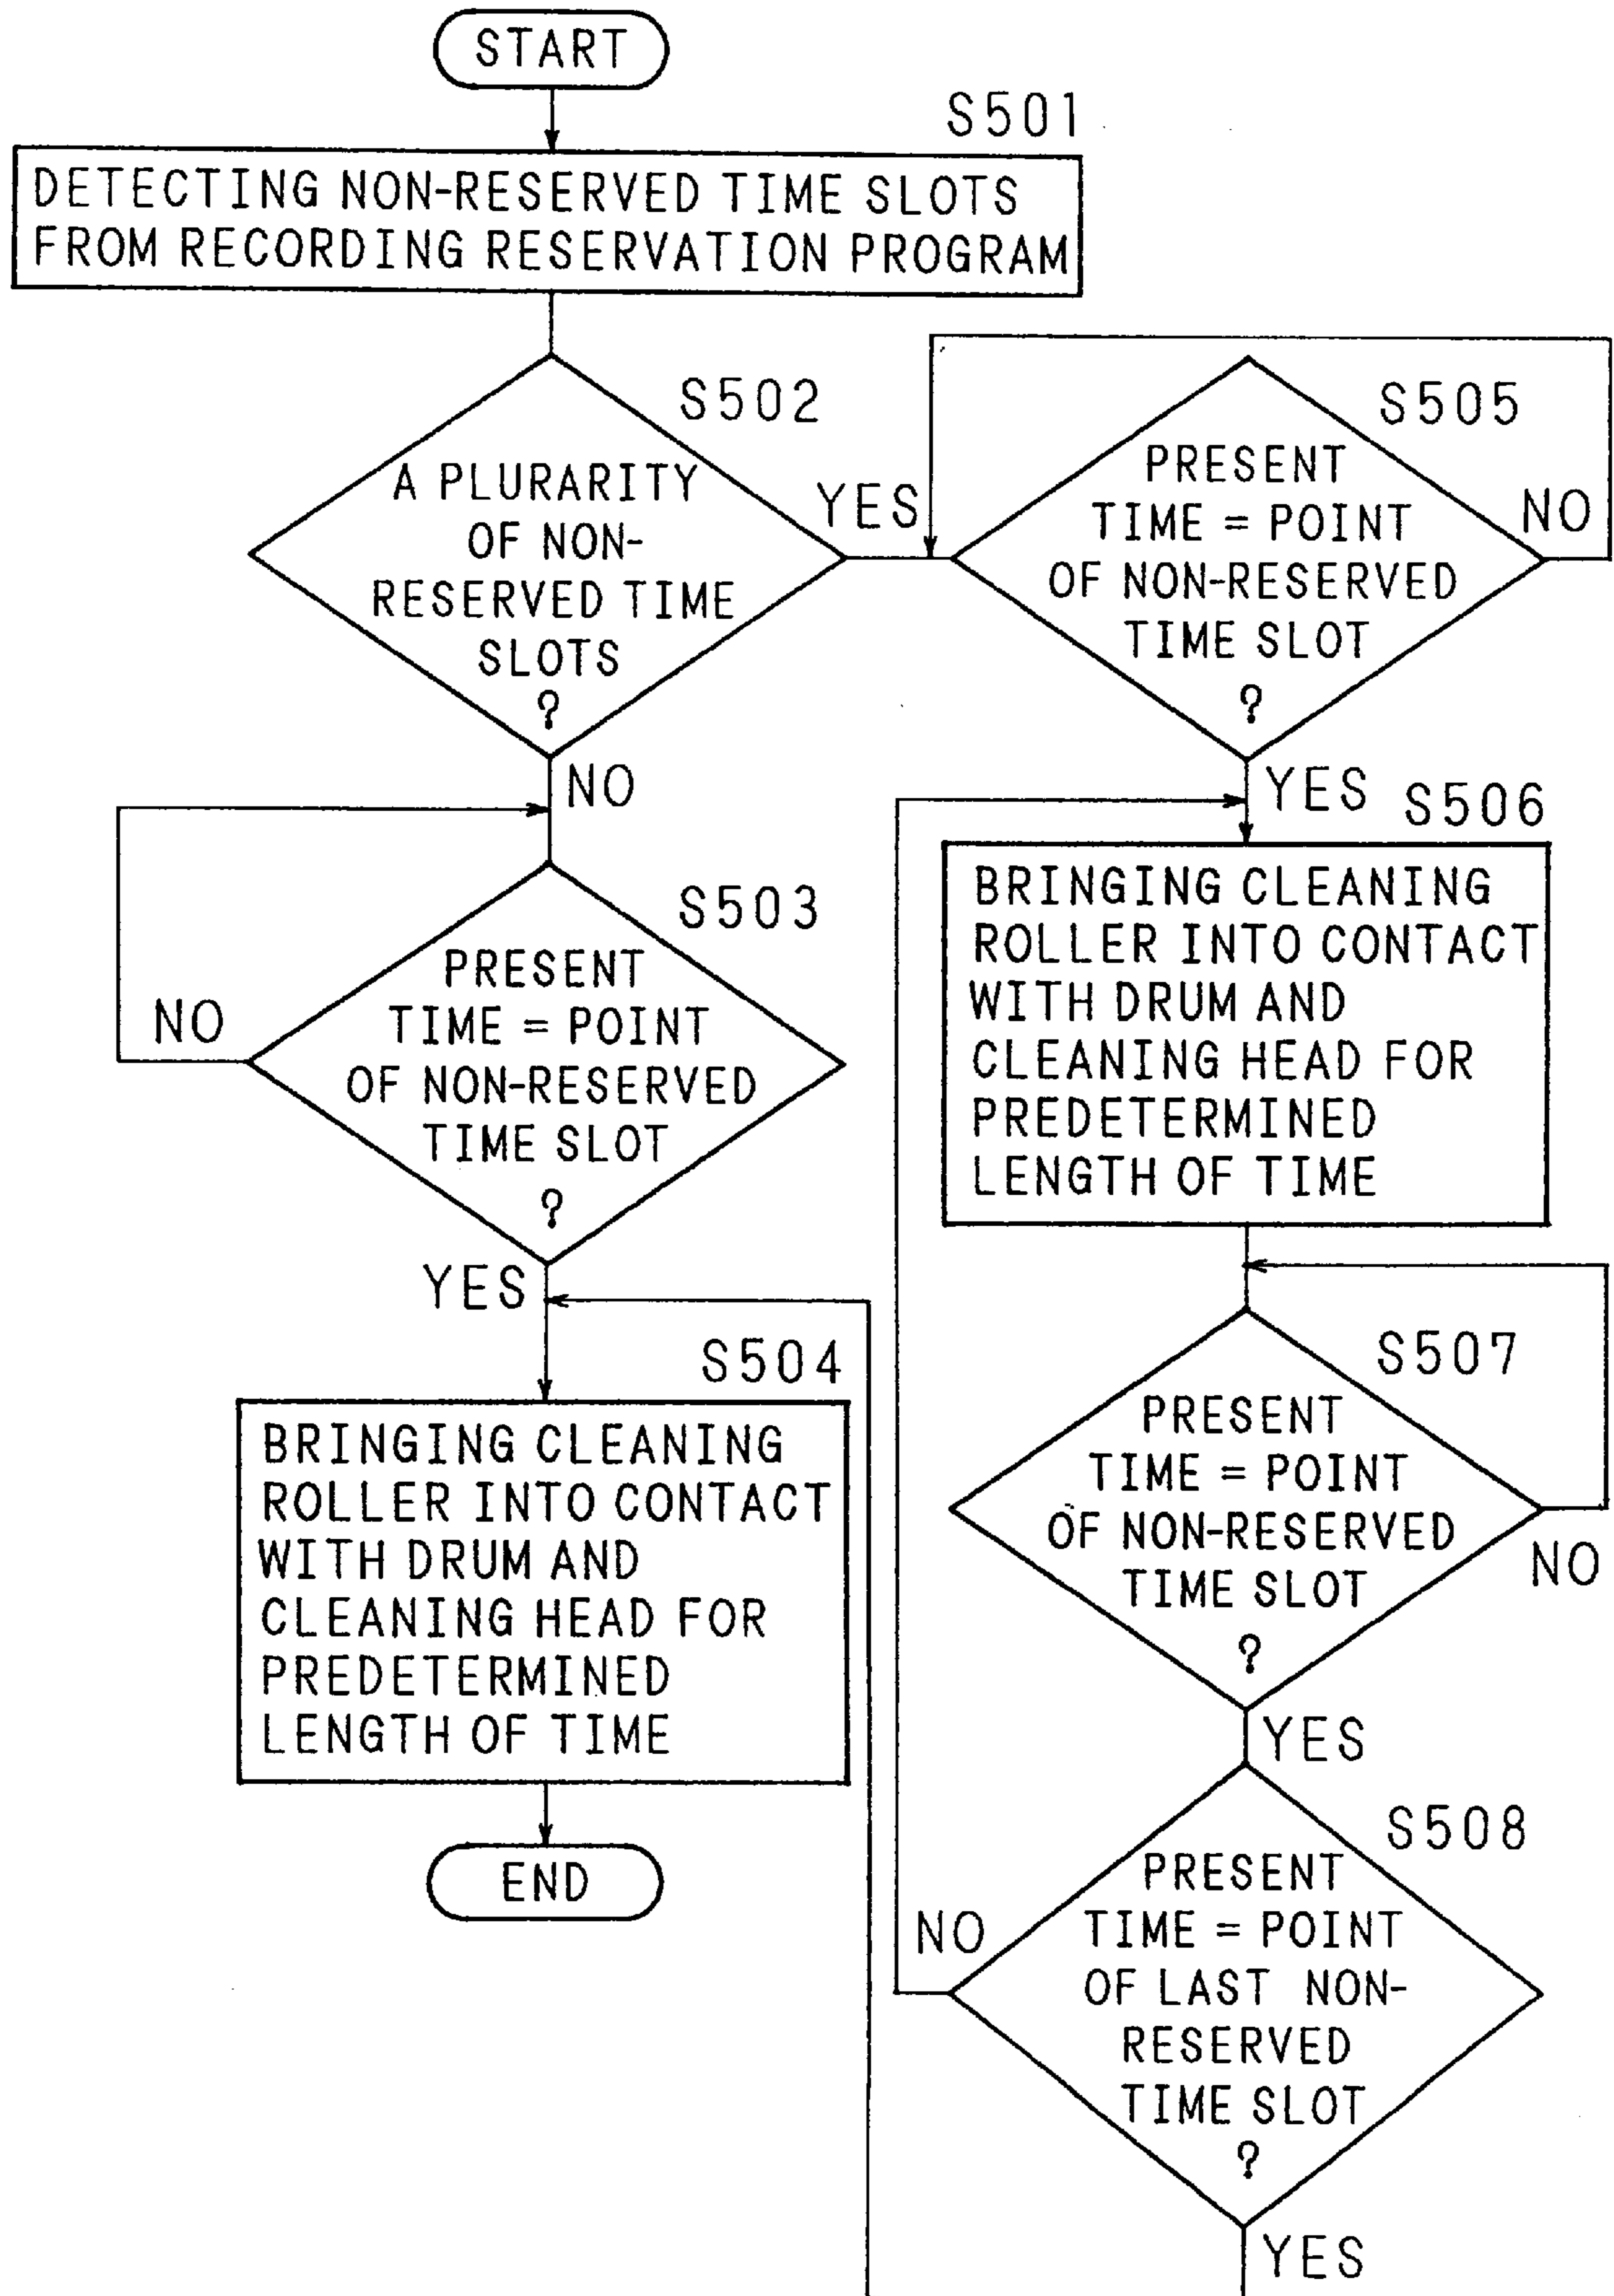 START
S501
DETECTING NON-RESERVED TIME SLOTS
FROM RECORDING RESERVATION PROGRAM
S502
A PLURARITY
OF NON-
RESERVED TIME
SLOTS
?
YES
NO
S503
PRESENT
TIME = POINT
OF NON-RESERVED
TIME SLOT
?
NO
YES
S504
BRINGING CLEANING
ROLLER INTO CONTACT
WITH DRUM AND
CLEANING HEAD FOR
PREDETERMINED
LENGTH OF TIME
END
S505
PRESENT
TIME = POINT
OF NON-RESERVED
TIME SLOT
?
NO
YES
S506
BRINGING CLEANING
ROLLER INTO CONTACT
WITH DRUM AND
CLEANING HEAD FOR
PREDETERMINED
LENGTH OF TIME
S507
PRESENT
TIME = POINT
OF NON-RESERVED
TIME SLOT
?
NO
YES
S508
PRESENT
TIME = POINT
OF LAST NON-
RESERVED
TIME SLOT
?
NO
YES